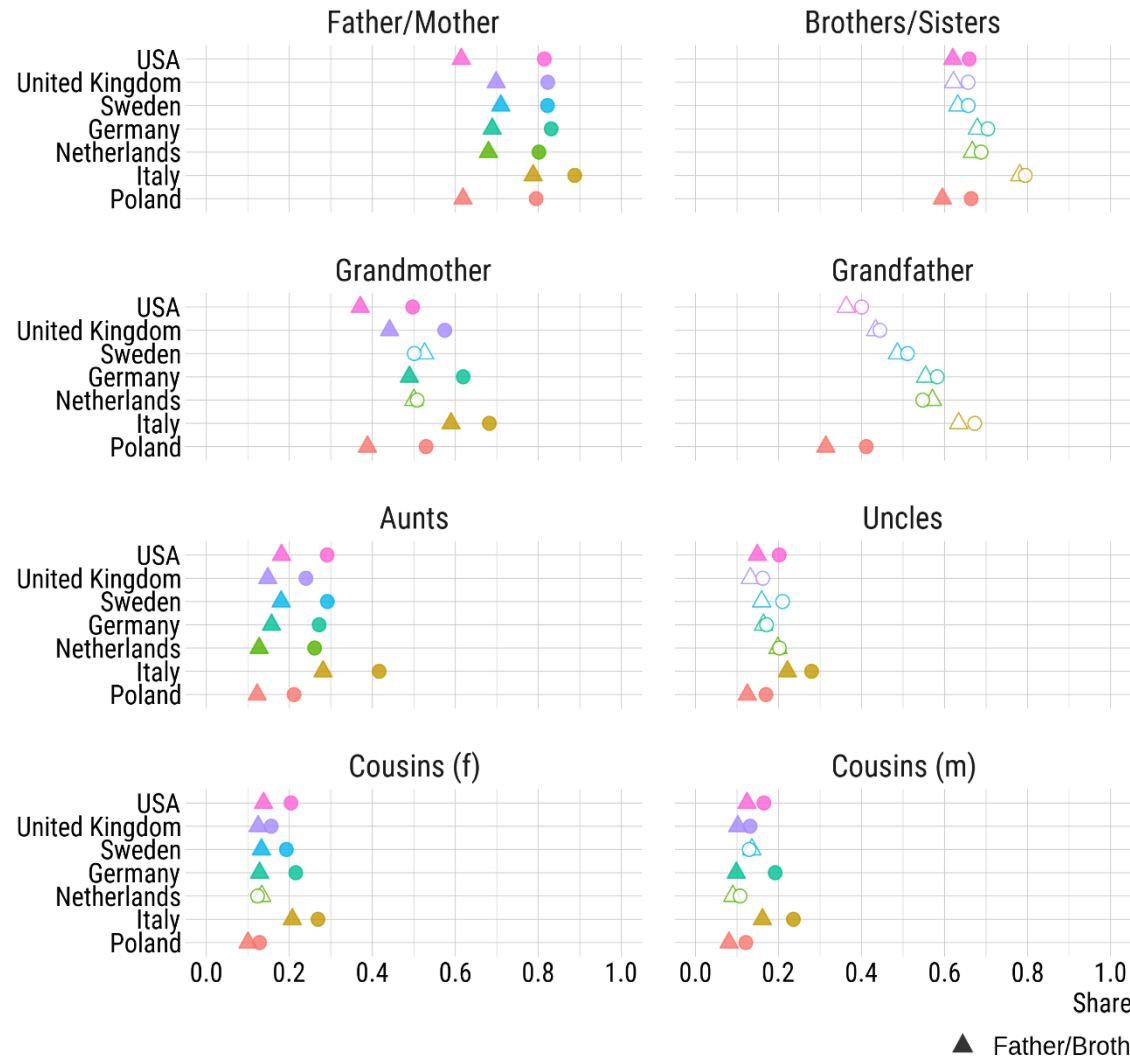 Father/Mother
Brothers/Sisters
USA
United Kingdom
Sweden
Germany
Netherlands
Italy
Poland
Grandmother
Grandfather
USA
United Kingdom
Sweden
Germany
Netherlands
Italy
Poland
Aunts
Uncles
USA
United Kingdom
Sweden
Germany
Netherlands
Italy
Poland
Cousins (f)
Cousins (m)
USA
United Kingdom
Sweden
Germany
Netherlands
Italy
Poland
0.0 0.2 0.4 0.6 0.8 1.0 0.0 0.2 0.4 0.6 0.8 1.0
Share
Father/Broth